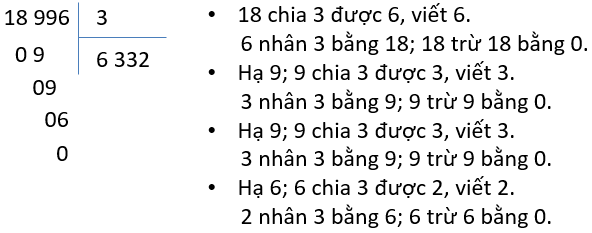 18 996 3
0 9 6 332
09
06
0
• 18 chia 3 được 6, viết 6.
6 nhân 3 bằng 18; 18 trừ 18 bằng 0.
• Hạ 9; 9 chia 3 được 3, viết 3.
3 nhân 3 bằng 9; 9 trừ 9 bằng 0.
• Hạ 9; 9 chia 3 được 3, viết 3.
3 nhân 3 bằng 9; 9 trừ 9 bằng 0.
• Hạ 6; 6 chia 3 được 2, viết 2.
2 nhân 3 bằng 6; 6 trừ 6 bằng 0.